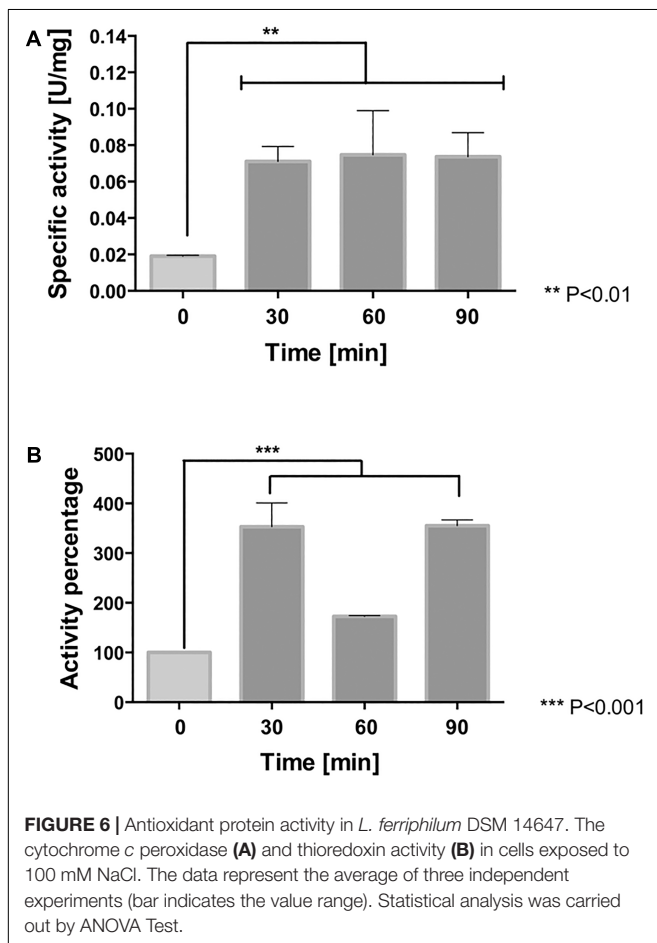 A
Specific activity [U/mg]
0.14
0.12
0.10
0.08
0.06
0.04
0.02
0.00
**
0 30 60 90
Time [min]
** P<0.01
B
Activity percentage
500
400
300
200
100
0
***
0 30 60 90
Time [min]
*** P<0.001
FIGURE 6 | Antioxidant protein activity in L. ferriphilum DSM 14647. The
cytochrome c peroxidase (A) and thioredoxin activity (B) in cells exposed to
100 mM NaCl. The data represent the average of three independent
experiments (bar indicates the value range). Statistical analysis was carried
out by ANOVA Test.